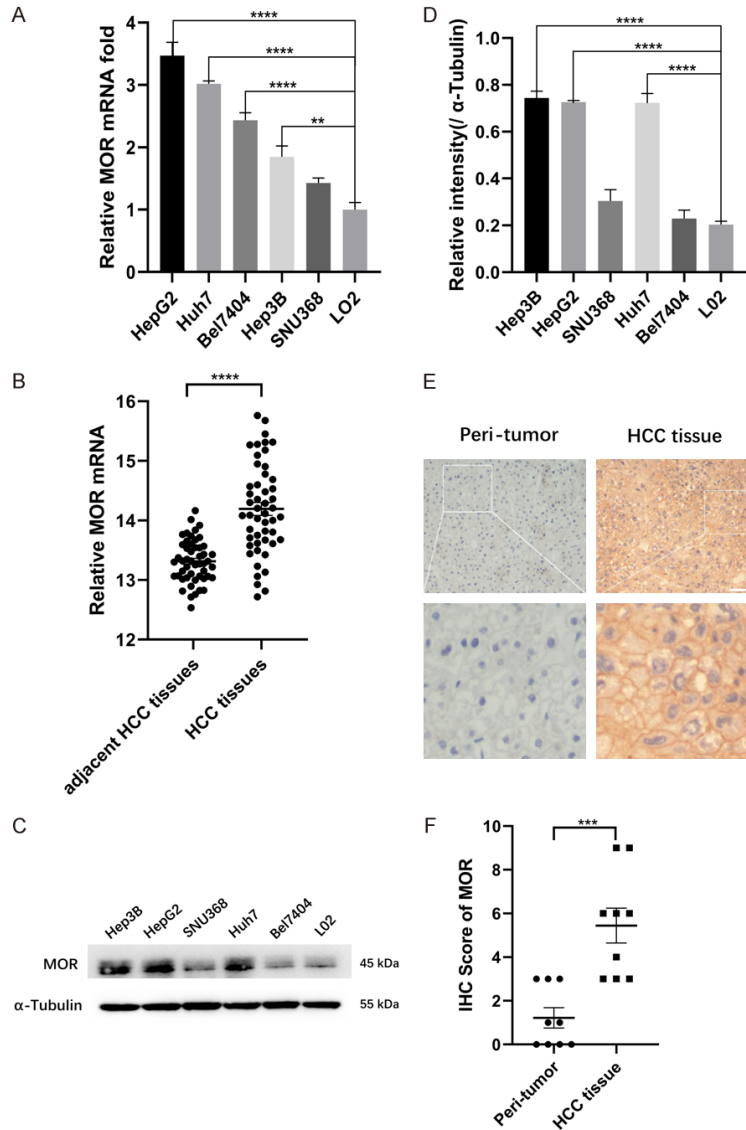 A
Relative MOR mRNA fold
4
3
2
1
0
****
****
****
**
HepG2
Huh7
Bel7404
Hep3B
SNU368
LO2
D
Relative intensity(/ α-Tubulin)
1.0
0.8
0.6
0.4
0.2
0.0
****
****
****
Hep3B
HepG2
SNU368
Huh7
Bel7404
L02
B
Relative MOR mRNA
16
15
14
13
12
****
adjacent HCC tissues
HCC tissues
E
Peri-tumor
HCC tissue
C
Hep3B
HepG2
SNU368
Huh7
Bel7404
L02
MOR
45 kDa
α-Tubulin
55 kDa
F
IHC Score of MOR
10
8
6
4
2
0
***
Peri-tumor
HCC tissue